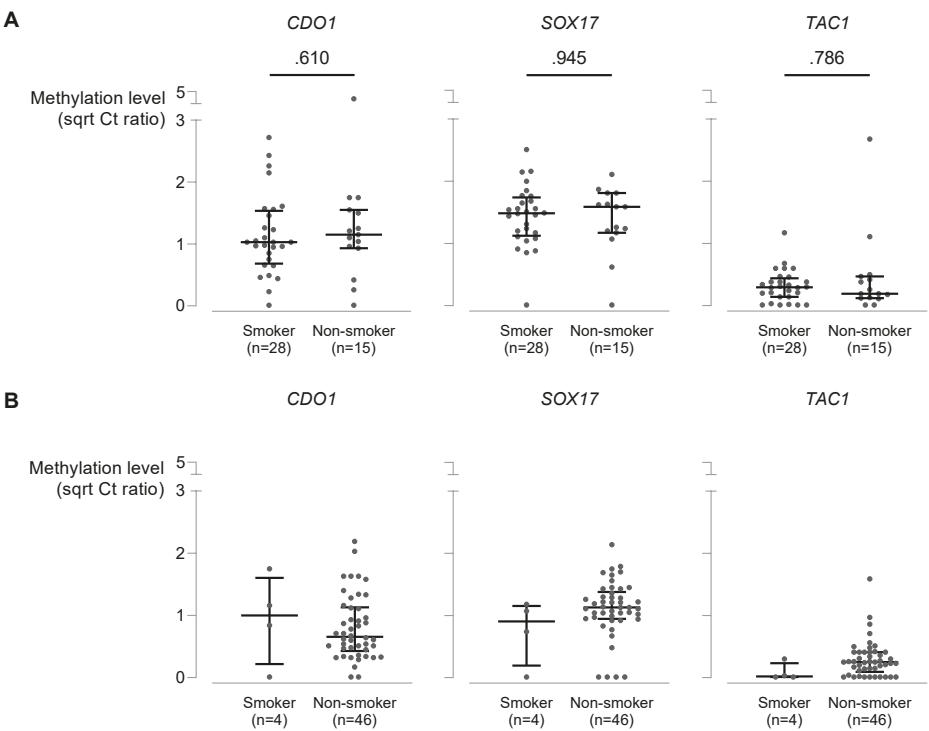 A
CDO1
SOX17
TAC1
.610
.945
.786
Methylation level
(sqrt Ct ratio)
5
3
2
1
0
Smoker
(n=28)
Non-smoker
(n=15)
Smoker
(n=28)
Non-smoker
(n=15)
Smoker
(n=28)
Non-smoker
(n=15)
B
CDO1
SOX17
TAC1
Methylation level
(sqrt Ct ratio)
5
3
2
1
0
Smoker
(n=4)
Non-smoker
(n=46)
Smoker
(n=4)
Non-smoker
(n=46)
Smoker
(n=4)
Non-smoker
(n=46)